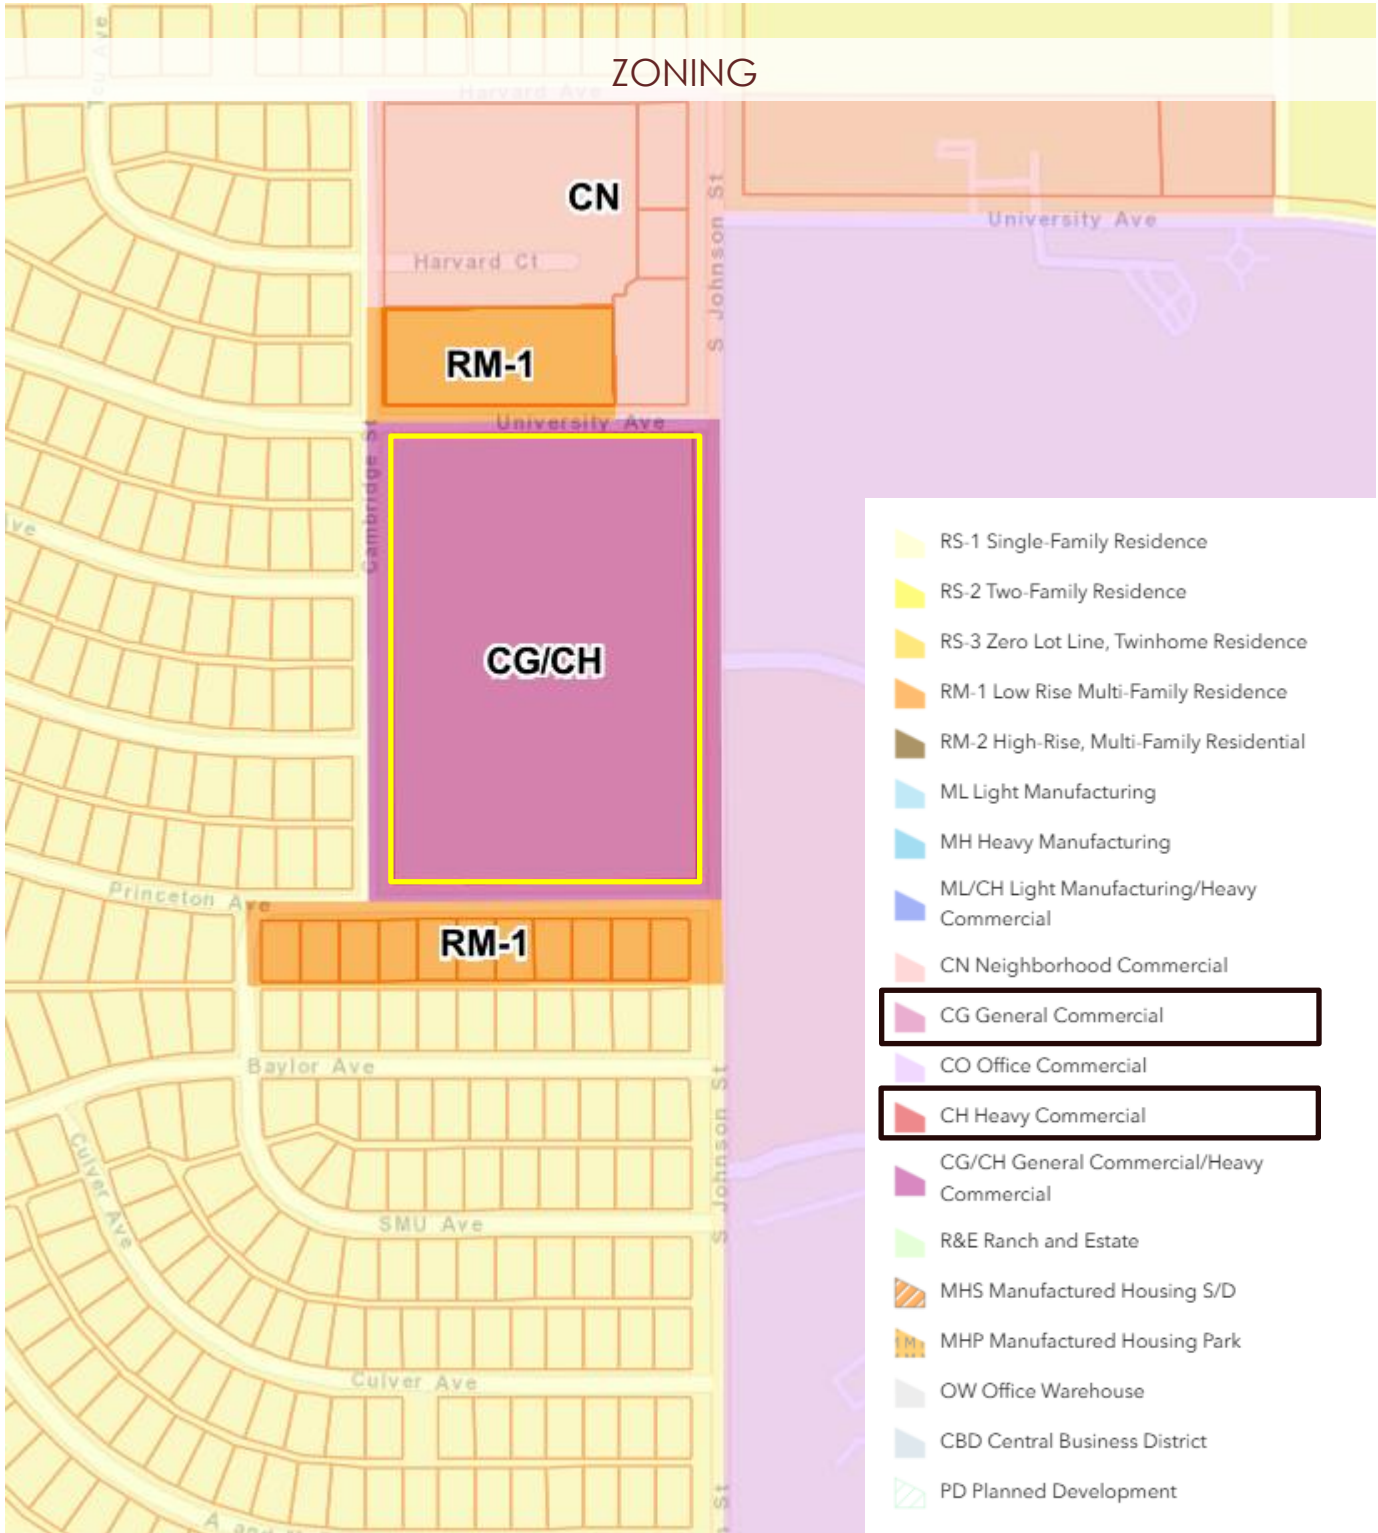 ZONING
Tcu Ave
Harvard Ave
CN
S Johnson St
University Ave
Harvard Ct
RM-1
University Ave
Cambridge St
ive
CG/CH
Princeton Ave
RM-1
Baylor Ave
S Johnson St
Culver Ave
SMU Ave
Culver Ave
St
A and
RS-1 Single-Family Residence
RS-2 Two-Family Residence
RS-3 Zero Lot Line, Twinhome Residence
RM-1 Low Rise Multi-Family Residence
RM-2 High-Rise, Multi-Family Residential
ML Light Manufacturing
MH Heavy Manufacturing
ML/CH Light Manufacturing/Heavy
Commercial
CN Neighborhood Commercial
CG General Commercial
CO Office Commercial
CH Heavy Commercial
CG/CH General Commercial/Heavy
Commercial
R&E Ranch and Estate
MHS Manufactured Housing S/D
MHP Manufactured Housing Park
OW Office Warehouse
CBD Central Business District
PD Planned Development